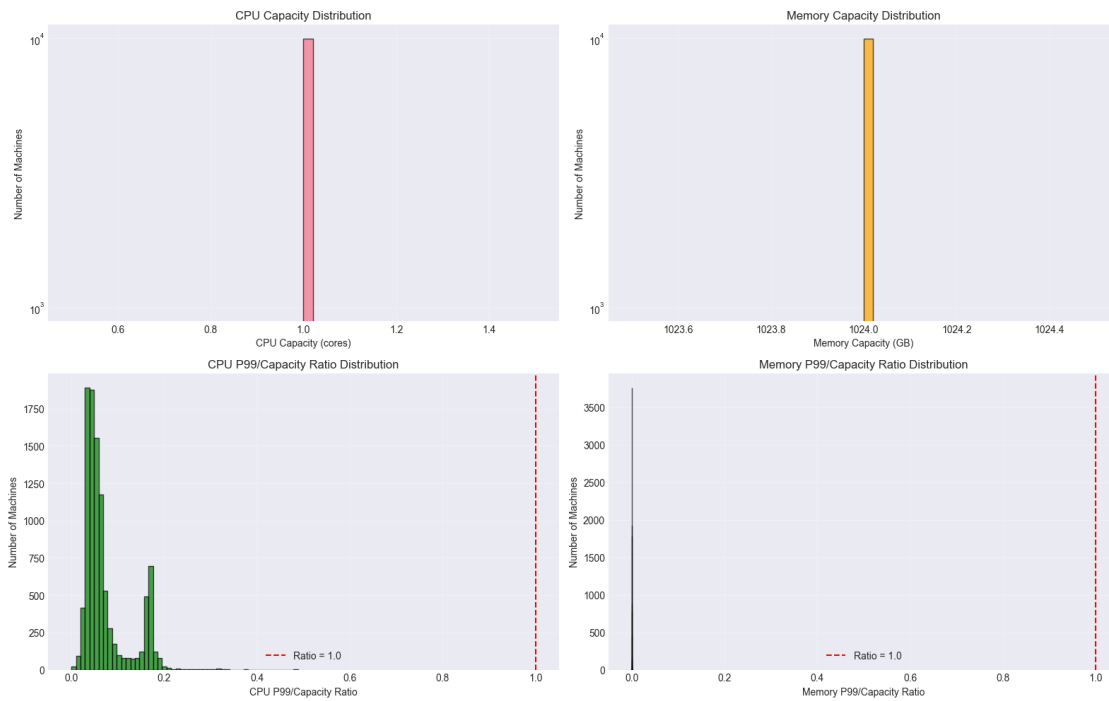 CPU Capacity Distribution
Number of Machines
10^4
10^3
0.6 0.8 1.0 1.2 1.4
CPU Capacity (cores)
Memory Capacity Distribution
Number of Machines
10^4
10^3
1023.6 1023.8 1024.0 1024.2 1024.4
Memory Capacity (GB)
CPU P99/Capacity Ratio Distribution
Number of Machines
1750
1500
1250
1000
750
500
250
0
0.0 0.2 0.4 0.6 0.8 1.0
Ratio = 1.0
CPU P99/Capacity Ratio
Memory P99/Capacity Ratio Distribution
Number of Machines
3500
3000
2500
2000
1500
1000
500
0
0.0 0.2 0.4 0.6 0.8 1.0
Ratio = 1.0
Memory P99/Capacity Ratio